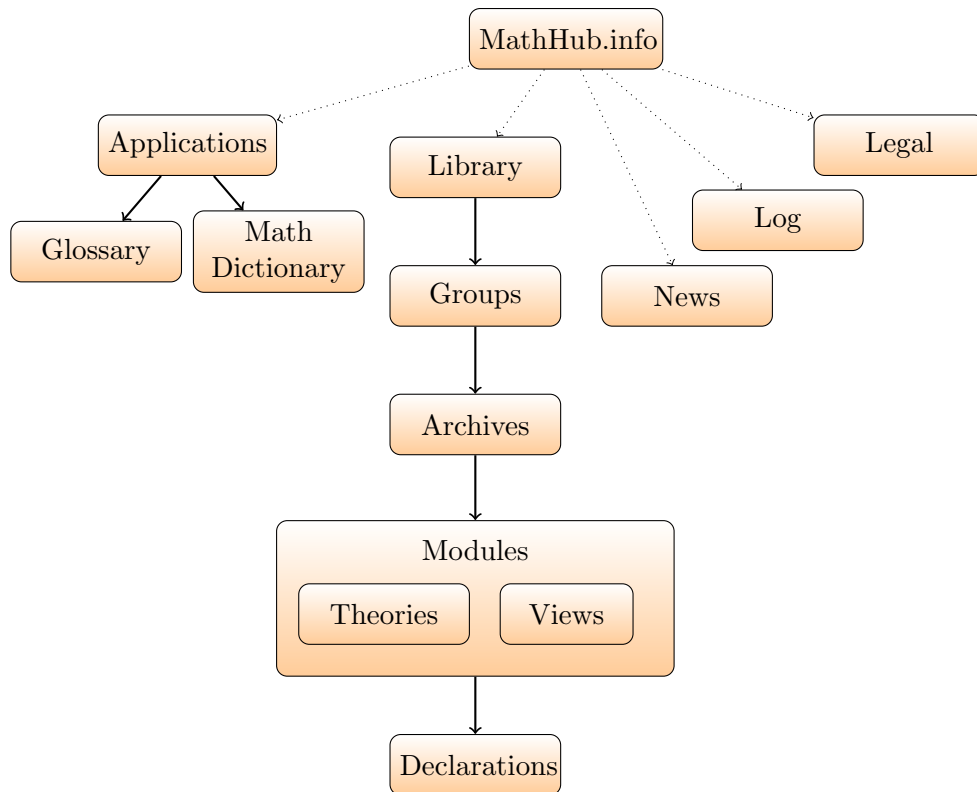 MathHub.info
Applications
Library
Legal
Log
Glossary
Math
Dictionary
Groups
News
Archives
Modules
Theories
Views
Declarations